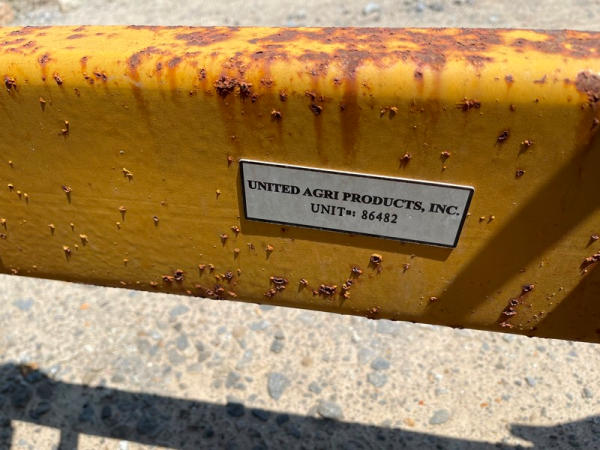 UNITED AGRI PRODUCTS, INC.
UNIT#: 86482